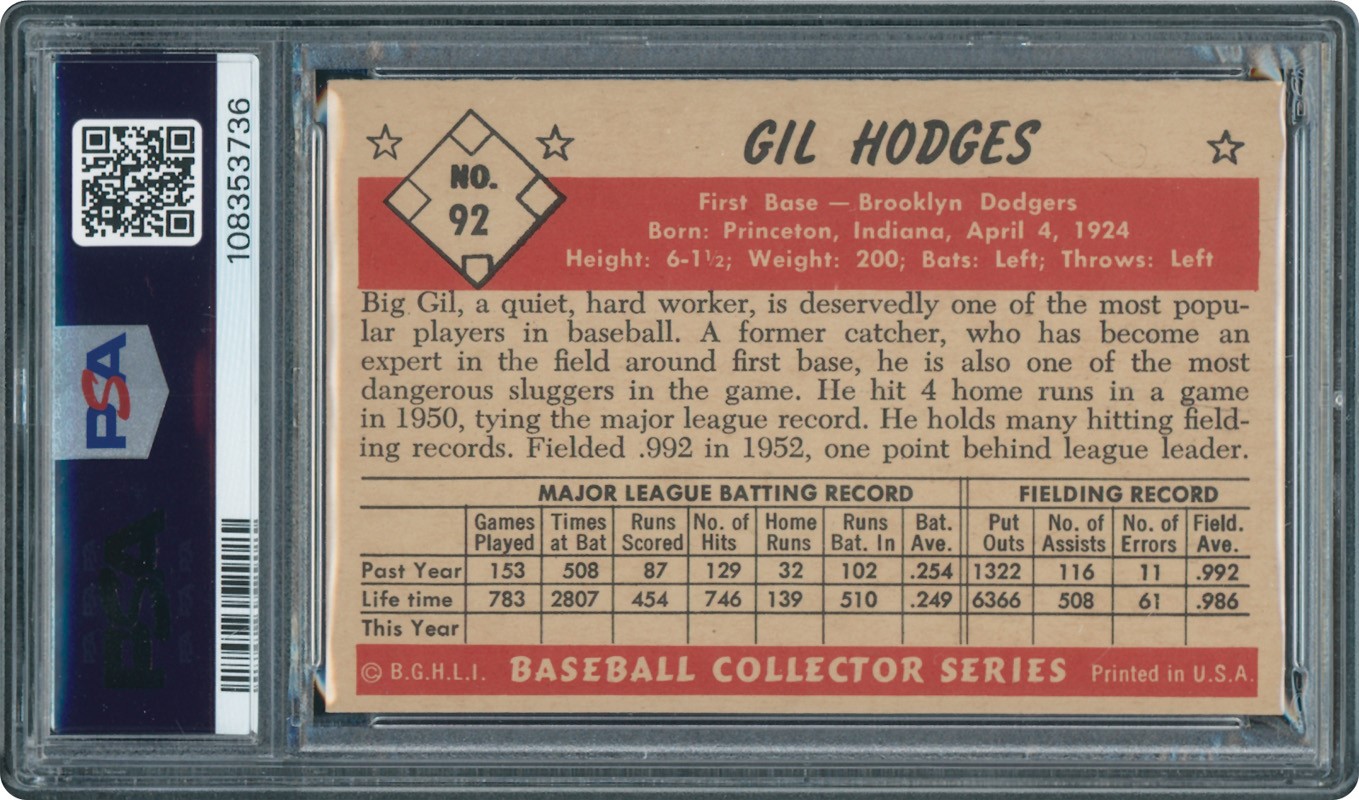 PSA
108353736
PSA
NO.
92
GIL HODGES
First Base — Brooklyn Dodgers
Born: Princeton, Indiana, April 4, 1924
Height: 6-1½; Weight: 200; Bats: Left; Throws: Left
Big Gil, a quiet, hard worker, is deservedly one of the most popu-
lar players in baseball. A former catcher, who has become an
expert in the field around first base, he is also one of the most
dangerous sluggers in the game. He hit 4 home runs in a game
in 1950, tying the major league record. He holds many hitting field-
ing records. Fielded .992 in 1952, one point behind league leader.
MAJOR LEAGUE BATTING RECORD FIELDING RECORD
Games Times Runs No. of Home Runs Bat. Put No. of No. of Field.
Played at Bat Scored Hits Runs Bat. In Ave. Outs Assists Errors Ave.
Past Year 153 508 87 129 32 102 .254 1322 116 11 .992
Life time 783 2807 454 746 139 510 .249 6366 508 61 .986
This Year
© B.G.H.L.I. BASEBALL COLLECTOR SERIES Printed in U.S.A.